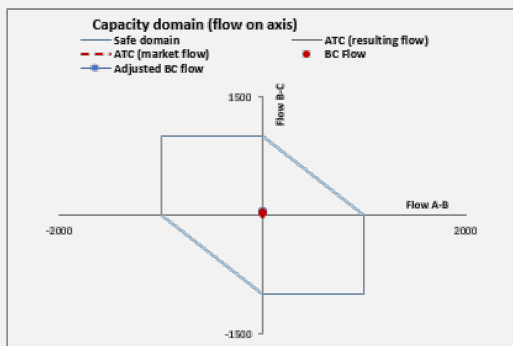 Capacity domain (flow on axis)
Safe domain
ATC (resulting flow)
ATC (market flow)
BC Flow
Adjusted BC flow
1500
Flow B-C
Flow A-B
-2000
2000
-1500